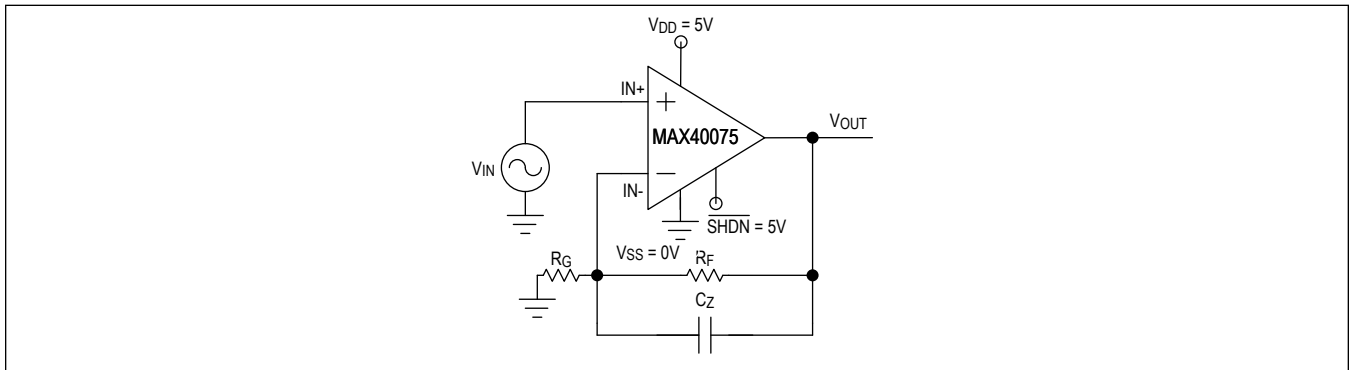 VDD = 5V
IN+
+
MAX40075
VOUT
VIN
−
IN-
SHDN = 5V
VSS = 0V
RG
RF
CZ